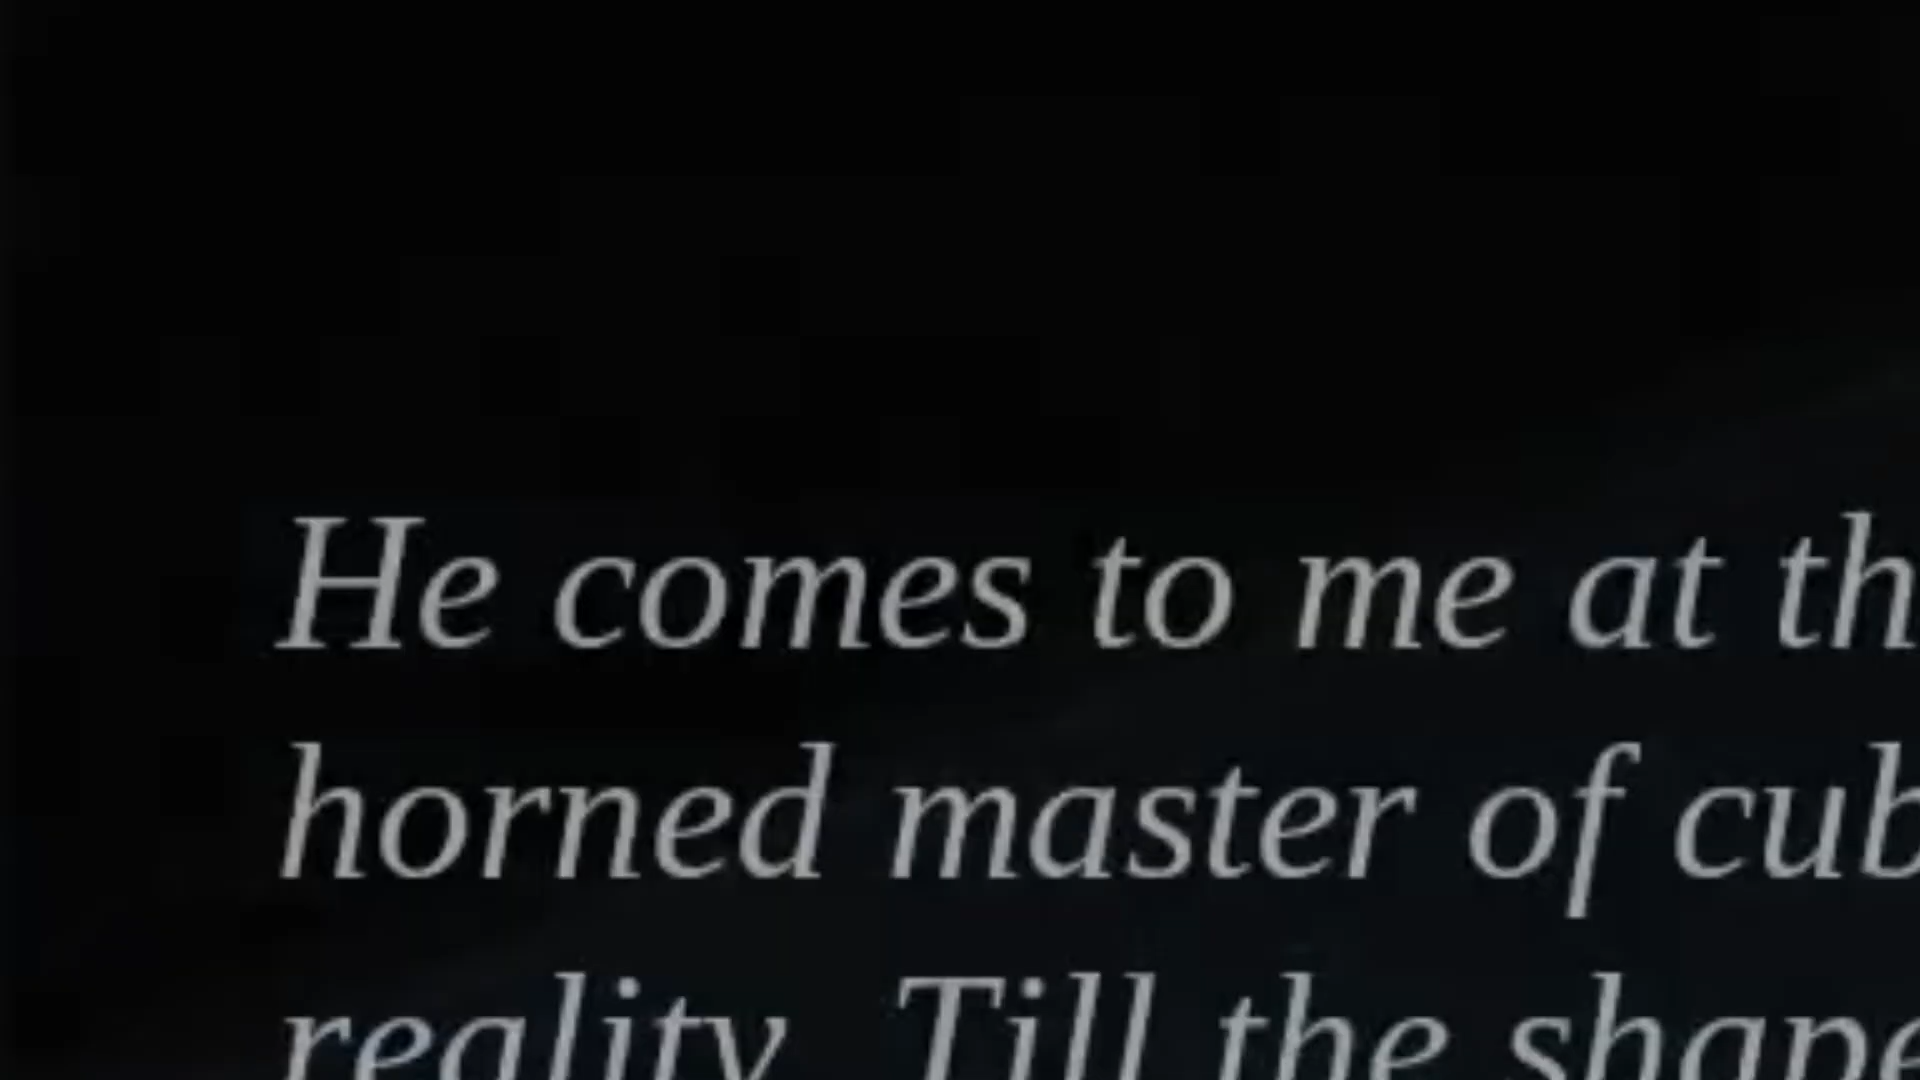 He comes to me at th
horned master of cub
reality. Till the shape